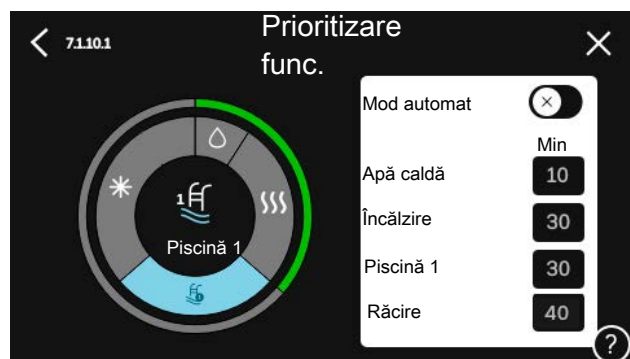 7.1.10.1
Prioritizare
func.
Mod automat
Min
Apă caldă
10
Încălzire
30
Piscină 1
30
Răcire
40
1
Piscină 1
?